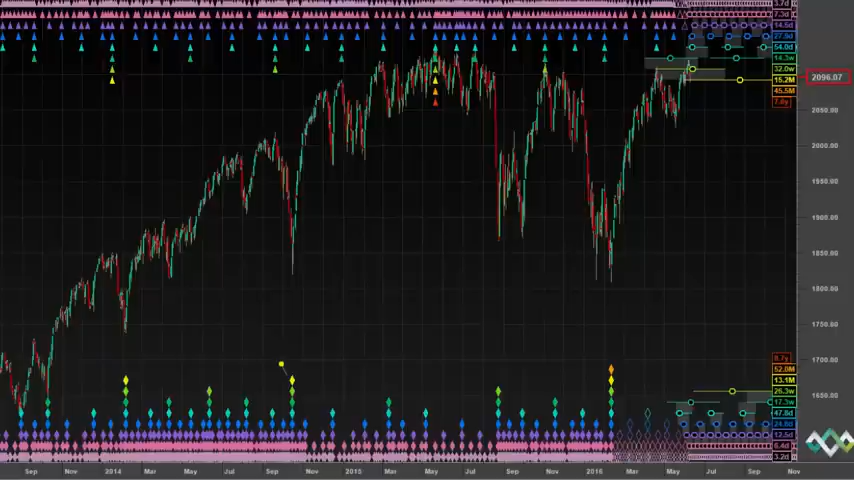 3.7d
7.3d
14.5d
27.9d
54.0d
14.3w
32.0w
15.2M
45.5M
7.6y
2096.07
2050.00
2000.00
1950.00
1900.00
1850.00
1800.00
1750.00
1700.00
1650.00
8.7y
52.0M
13.1M
26.3w
17.3w
47.8d
24.8d
12.5d
6.4d
3.2d
Sep Nov 2014 Mar May Jul Sep Nov 2015 Mar May Jul Sep Nov 2016 Mar May Jul Sep Nov